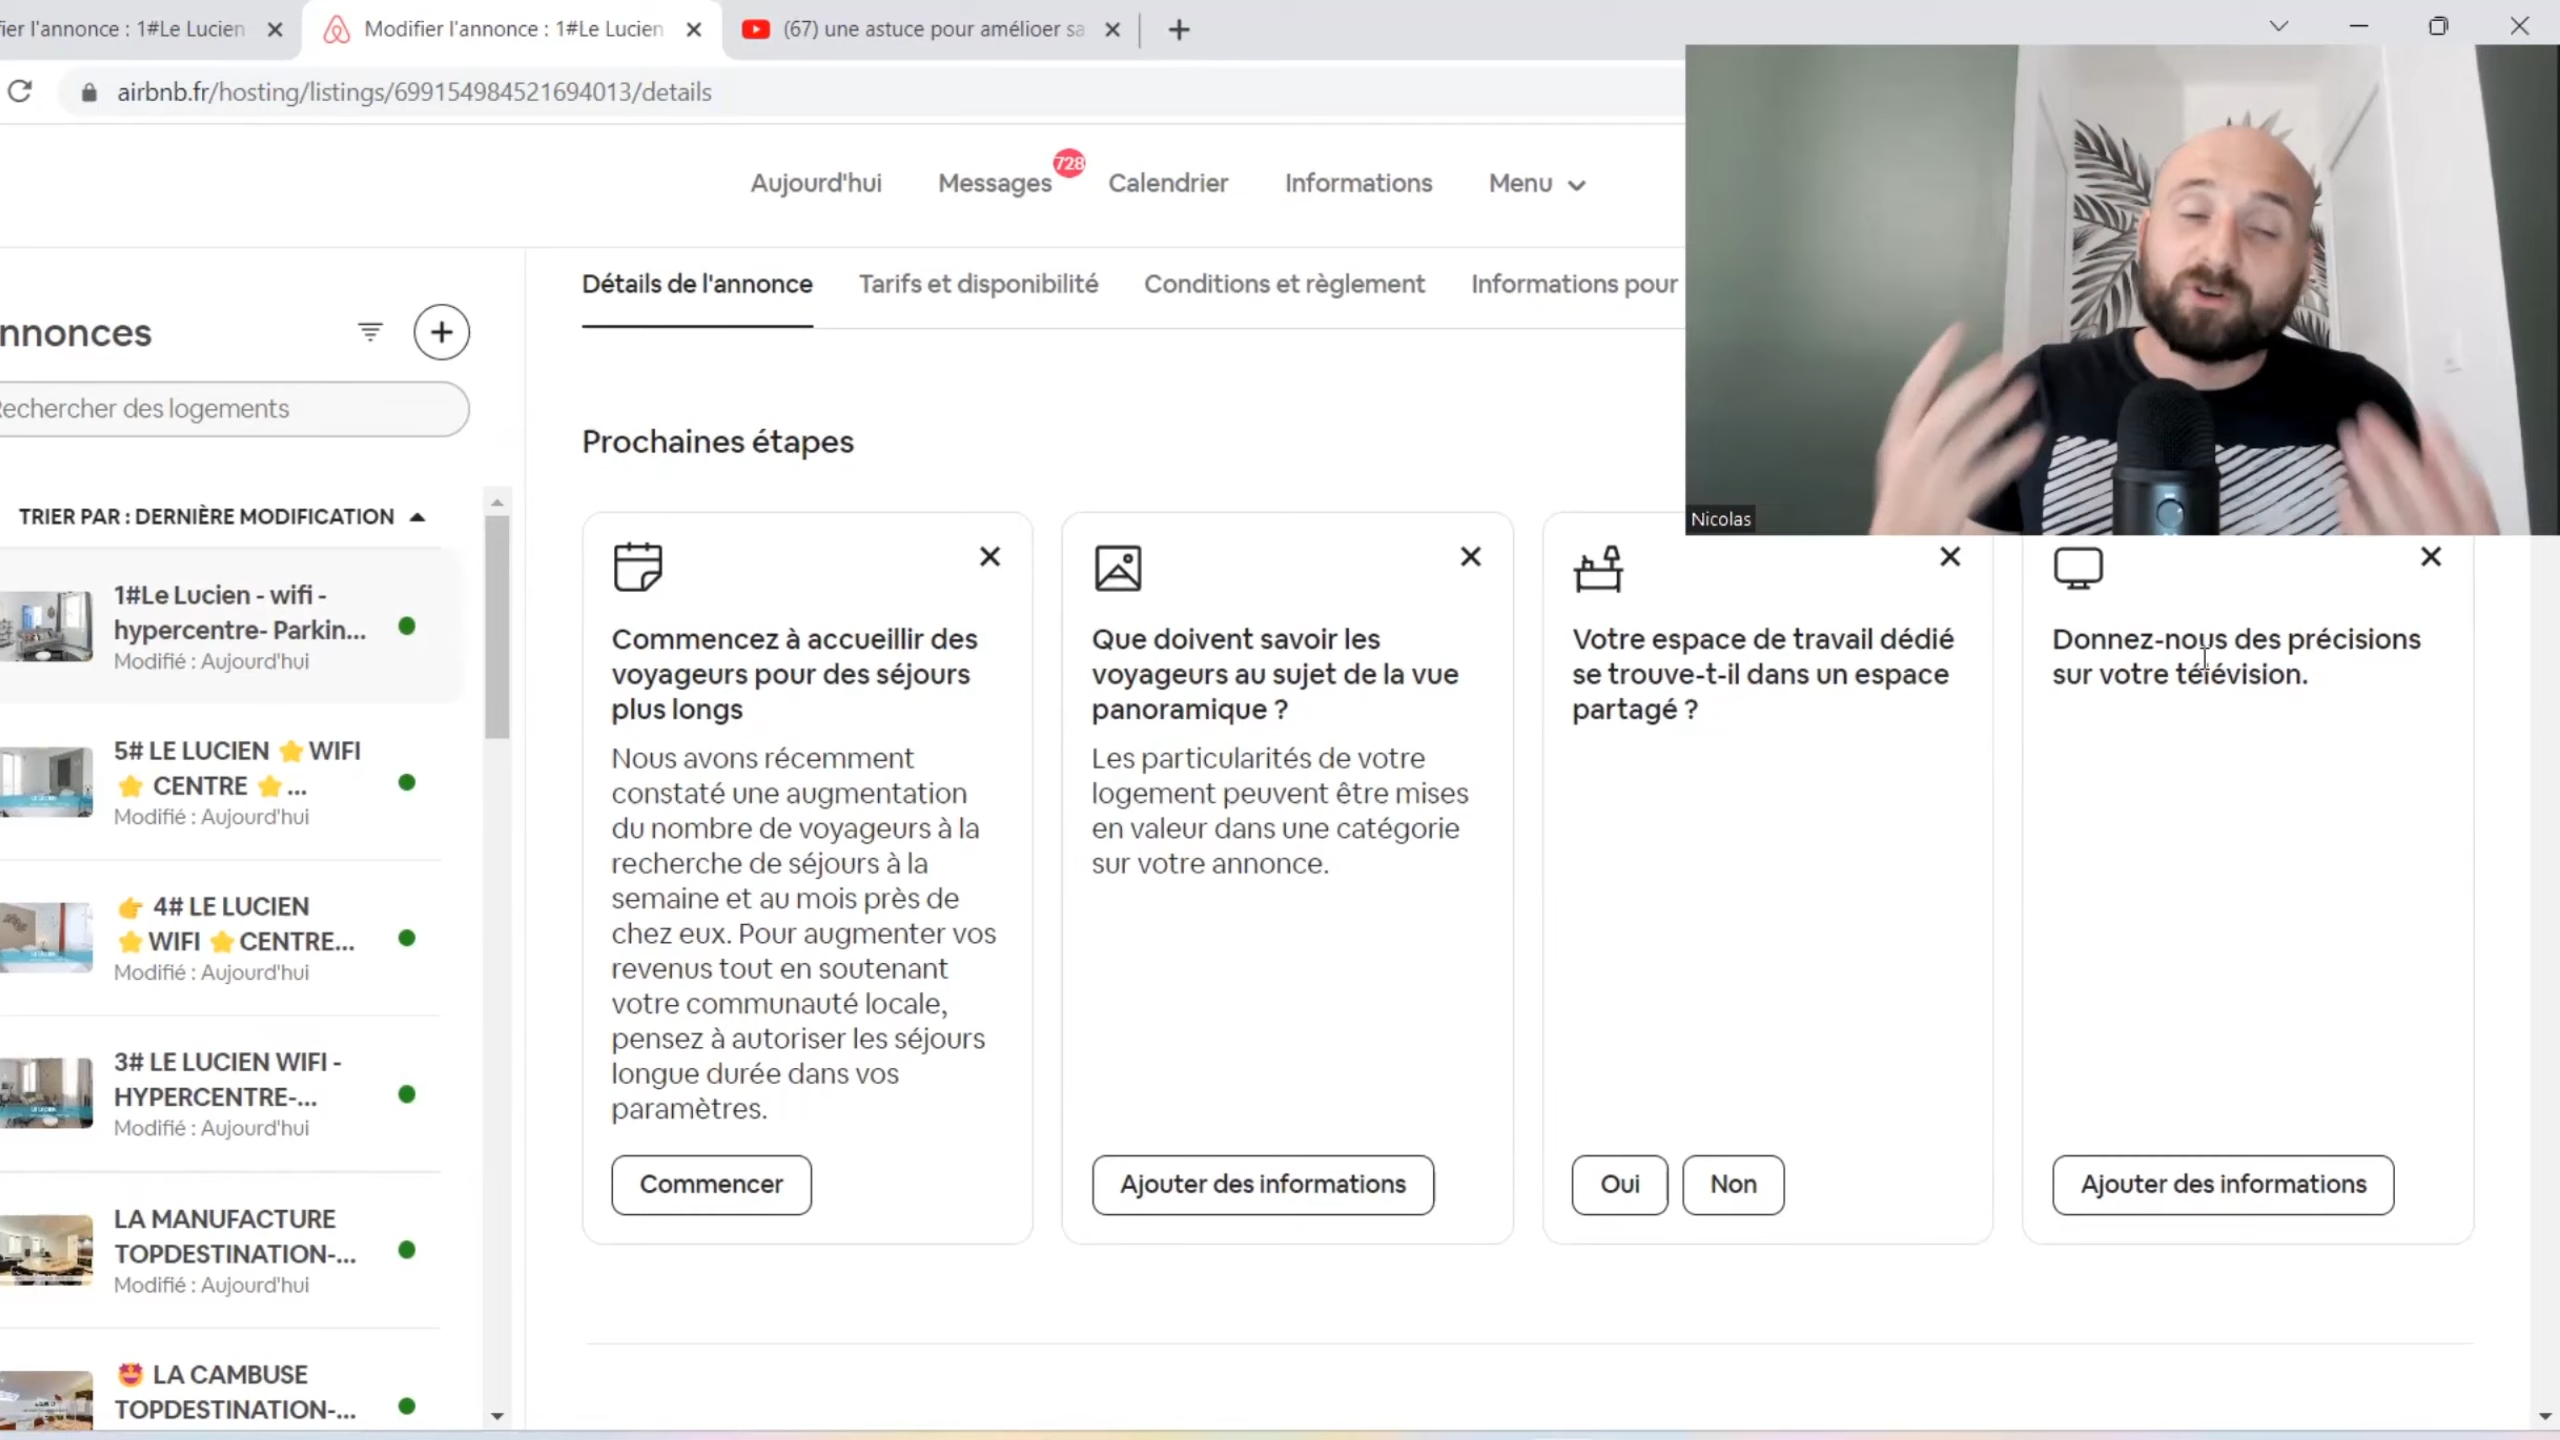 ier l'annonce : 1#Le Lucien
Modifier l'annonce : 1#Le Lucien
(67) une astuce pour amélioer sa
airbnb.fr/hosting/listings/699154984521694013/details
Aujourd'hui
Messages
728
Calendrier
Informations
Menu
Nicolas
nnonces
Rechercher des logements
TRIER PAR : DERNIÈRE MODIFICATION
1#Le Lucien - wifi -
hypercentre- Parkin...
Modifié : Aujourd'hui
5# LE LUCIEN ⭐ WIFI
⭐ CENTRE ⭐ ...
Modifié : Aujourd'hui
👉 4# LE LUCIEN
⭐ WIFI ⭐ CENTRE...
Modifié : Aujourd'hui
3# LE LUCIEN WIFI -
HYPERCENTRE-...
Modifié : Aujourd'hui
LA MANUFACTURE
TOPDESTINATION-...
Modifié : Aujourd'hui
🤩 LA CAMBUSE
TOPDESTINATION-...
Détails de l'annonce
Tarifs et disponibilité
Conditions et règlement
Informations pour
Prochaines étapes
Commencez à accueillir des
voyageurs pour des séjours
plus longs
Nous avons récemment
constaté une augmentation
du nombre de voyageurs à la
recherche de séjours à la
semaine et au mois près de
chez eux. Pour augmenter vos
revenus tout en soutenant
votre communauté locale,
pensez à autoriser les séjours
longue durée dans vos
paramètres.
Commencer
Que doivent savoir les
voyageurs au sujet de la vue
panoramique ?
Les particularités de votre
logement peuvent être mises
en valeur dans une catégorie
sur votre annonce.
Ajouter des informations
Votre espace de travail dédié
se trouve-t-il dans un espace
partagé ?
Oui
Non
Donnez-nous des précisions
sur votre télévision.
Ajouter des informations